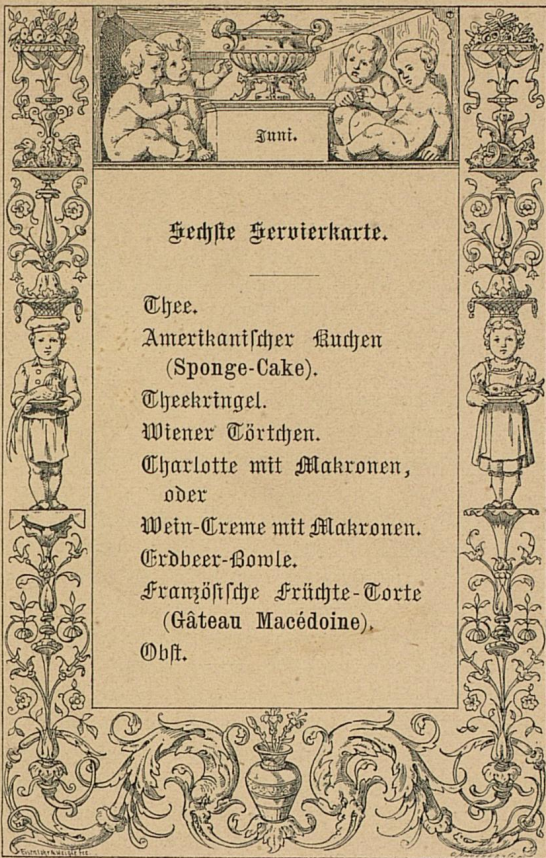 Juni.
Sechste Servierkarte.
Thee.
Amerikanischer Kuchen
(Sponge-Cake).
Theekringel.
Wiener Törtchen.
Charlotte mit Makronen,
oder
Wein-Creme mit Makronen.
Erdbeer-Bowle.
Französische Früchte-Torte
(Gâteau Macédoine).
Obst.